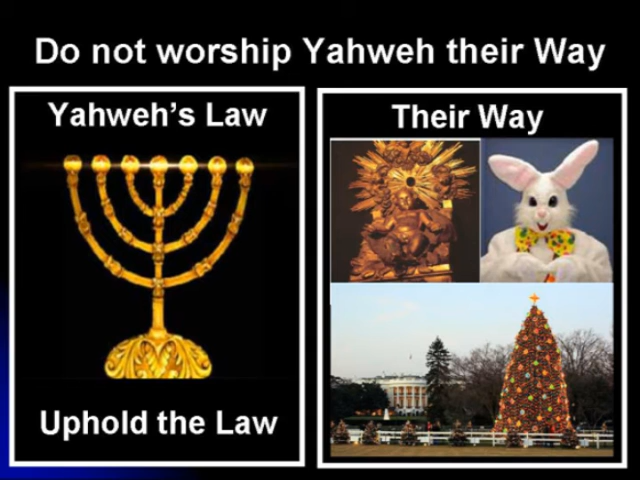 Do not worship Yahweh their Way
Yahweh's Law
Their Way
Uphold the Law